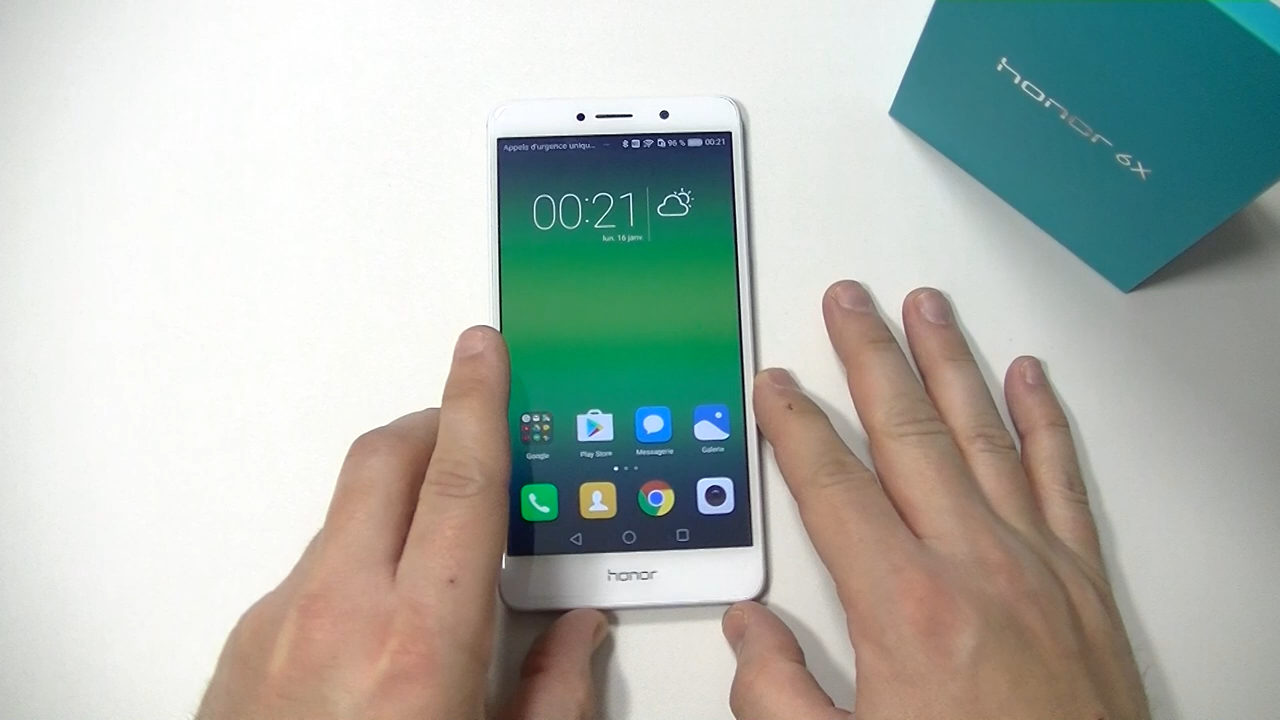 honor 6X
Appels d'urgence uniqu... 96 % 00:21
00:21
lun. 16 janv.
Google Play Store Messagerie Galerie
honor